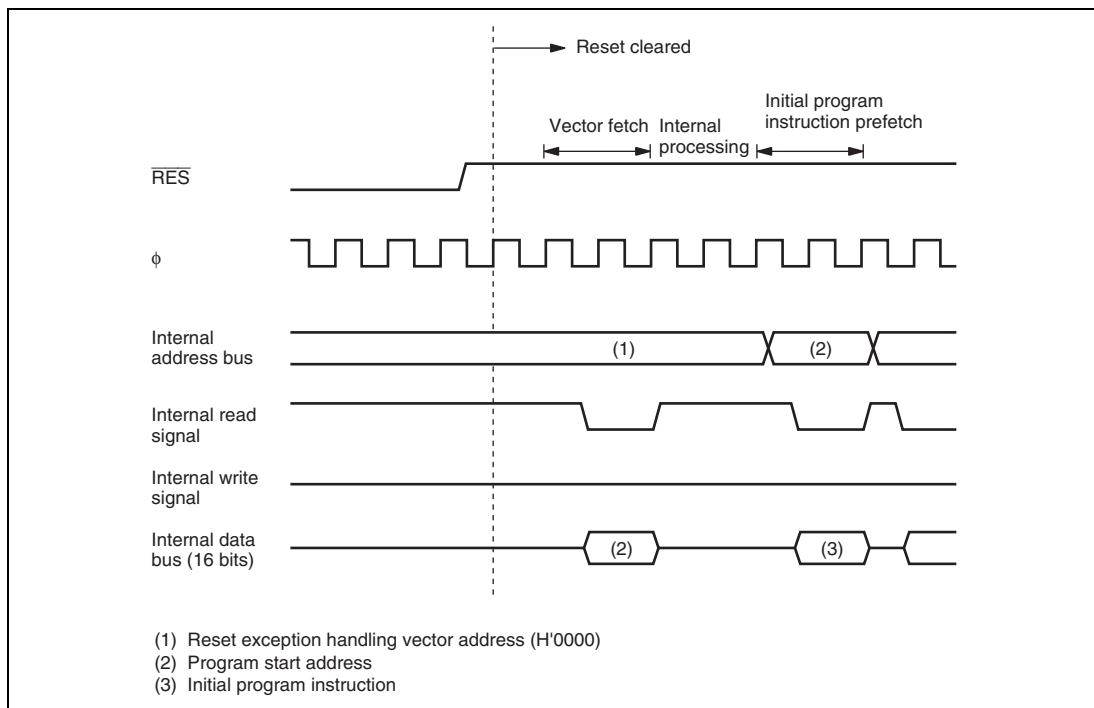 Reset cleared
Initial program
Vector fetch Internal instruction prefetch
processing
RES
φ
Internal
address bus
(1) (2)
Internal read
signal
Internal write
signal
Internal data
bus (16 bits)
(2) (3)
(1) Reset exception handling vector address (H'0000)
(2) Program start address
(3) Initial program instruction